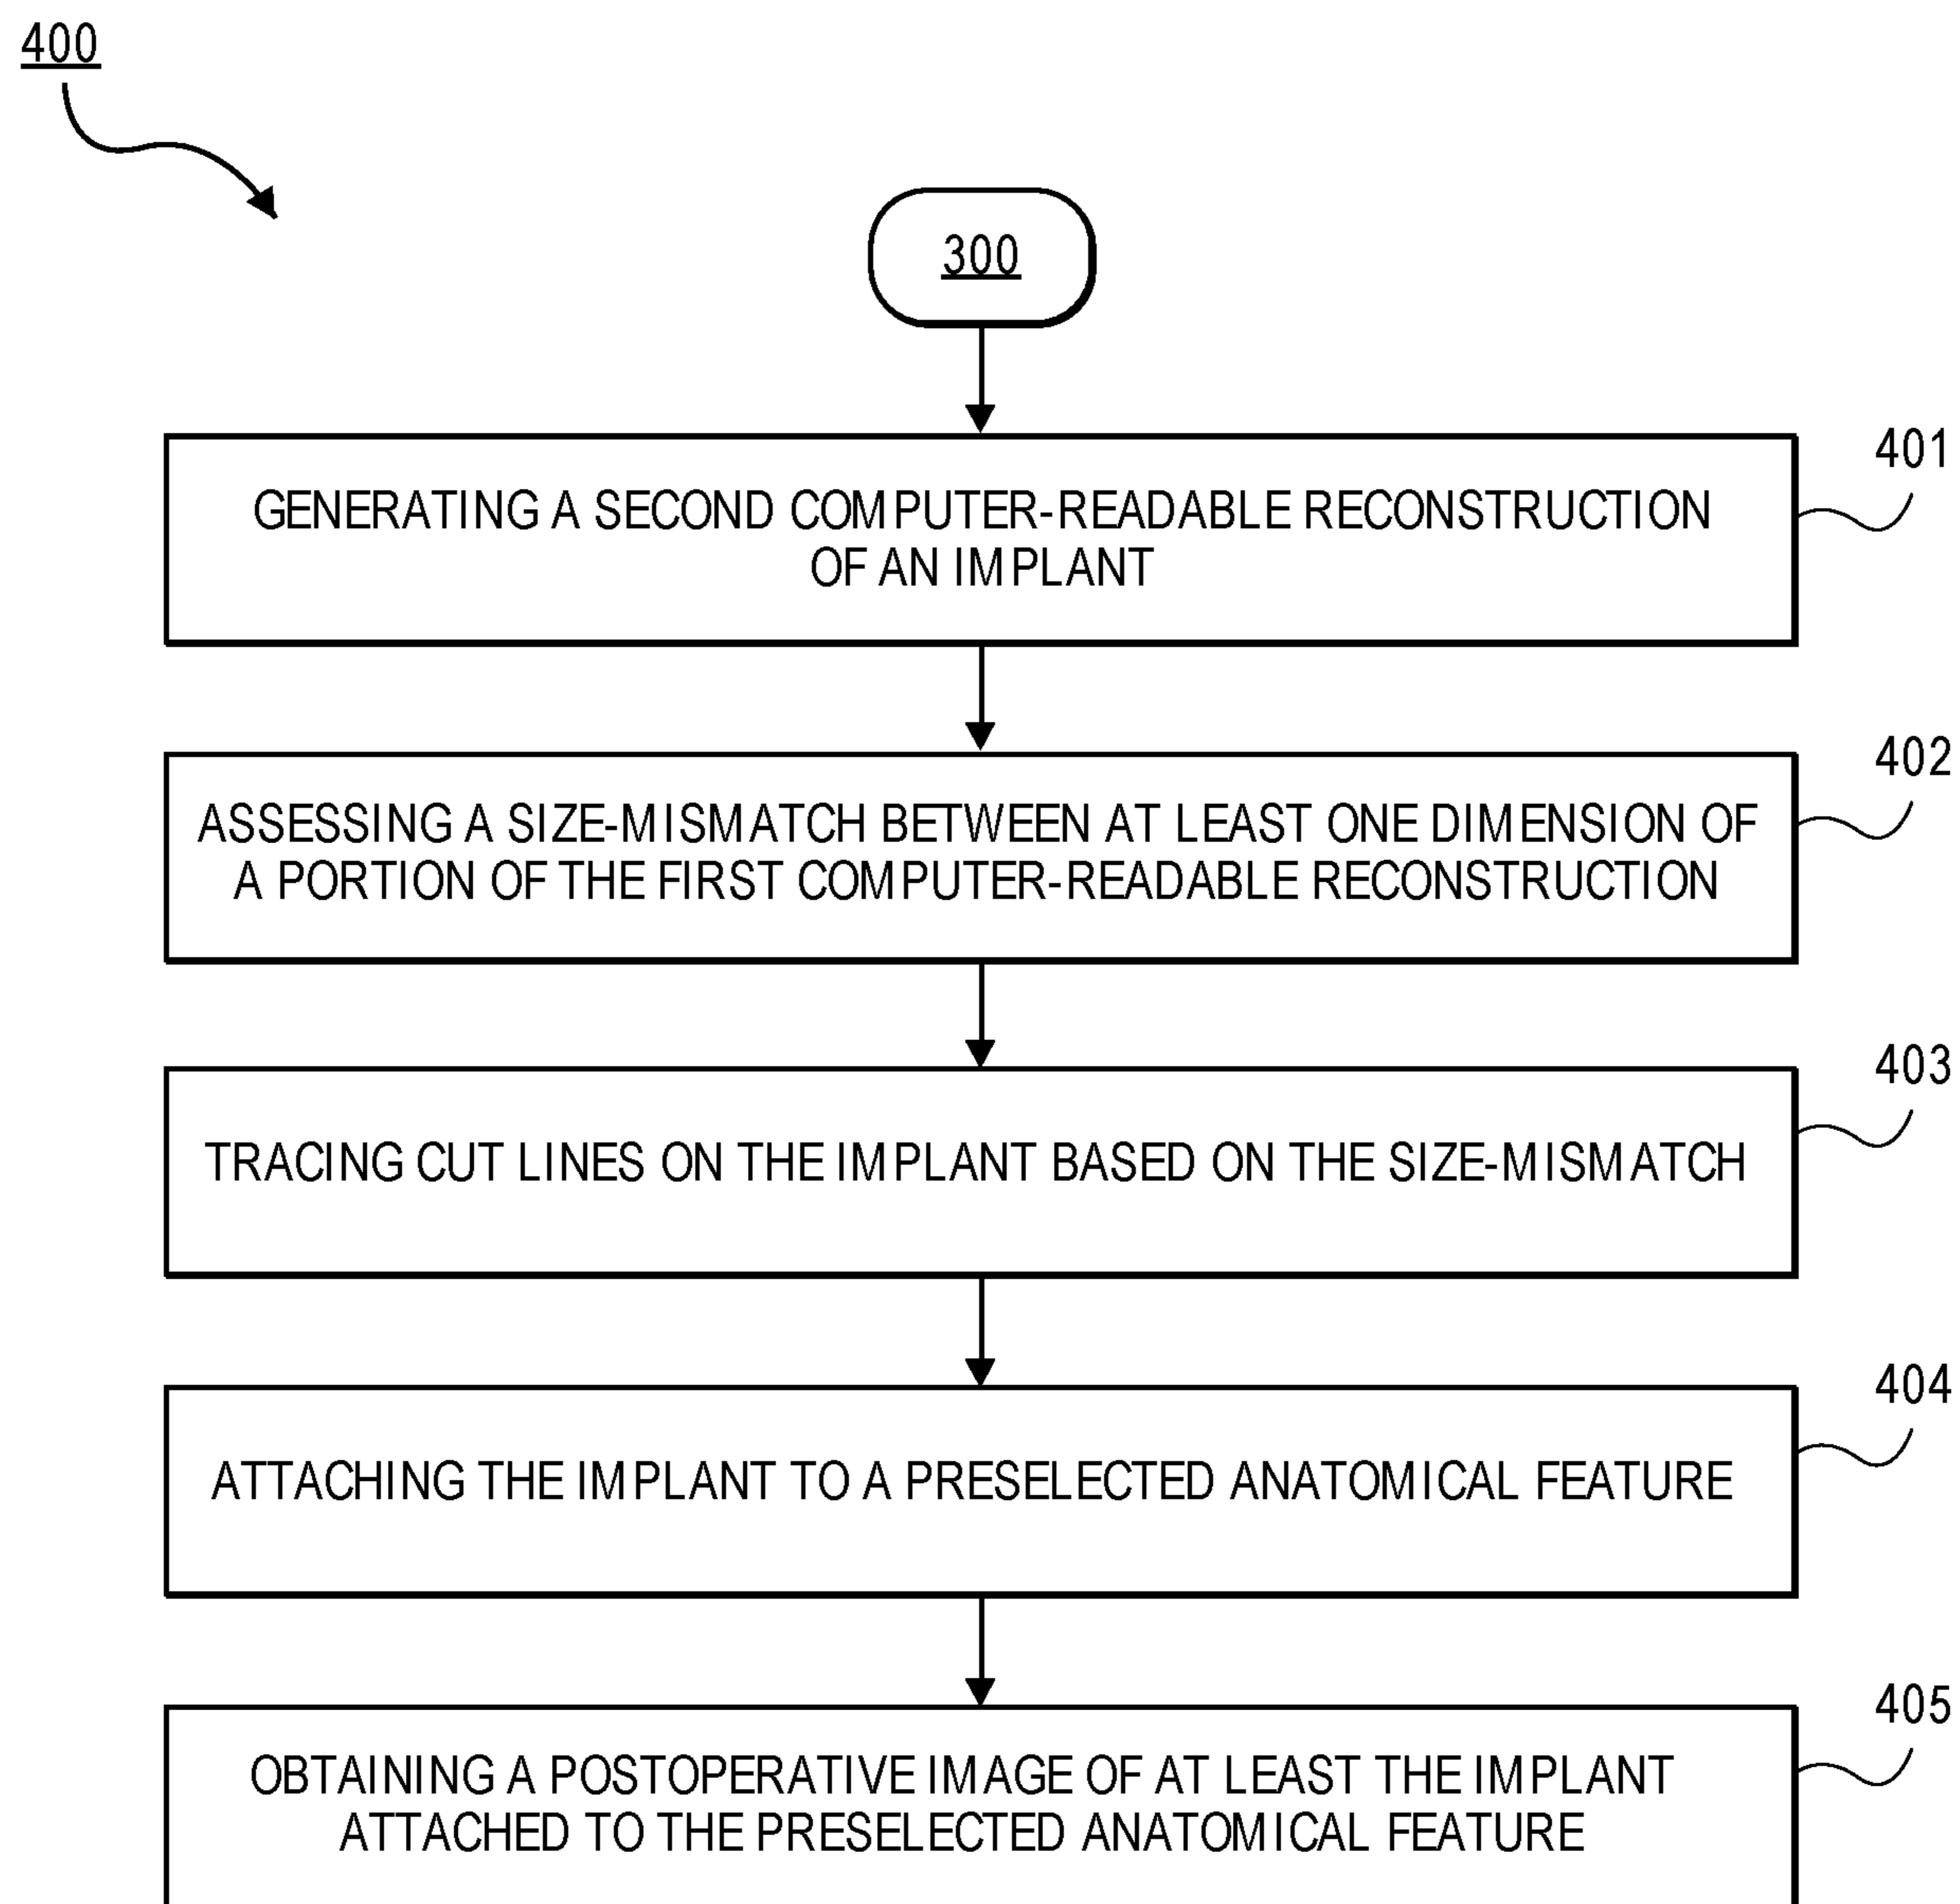 400
300
GENERATING A SECOND COMPUTER-READABLE RECONSTRUCTION
OF AN IMPLANT
401
ASSESSING A SIZE-MISMATCH BETWEEN AT LEAST ONE DIMENSION OF
A PORTION OF THE FIRST COMPUTER-READABLE RECONSTRUCTION
402
TRACING CUT LINES ON THE IMPLANT BASED ON THE SIZE-MISMATCH
403
ATTACHING THE IMPLANT TO A PRESELECTED ANATOMICAL FEATURE
404
OBTAINING A POSTOPERATIVE IMAGE OF AT LEAST THE IMPLANT
ATTACHED TO THE PRESELECTED ANATOMICAL FEATURE
405